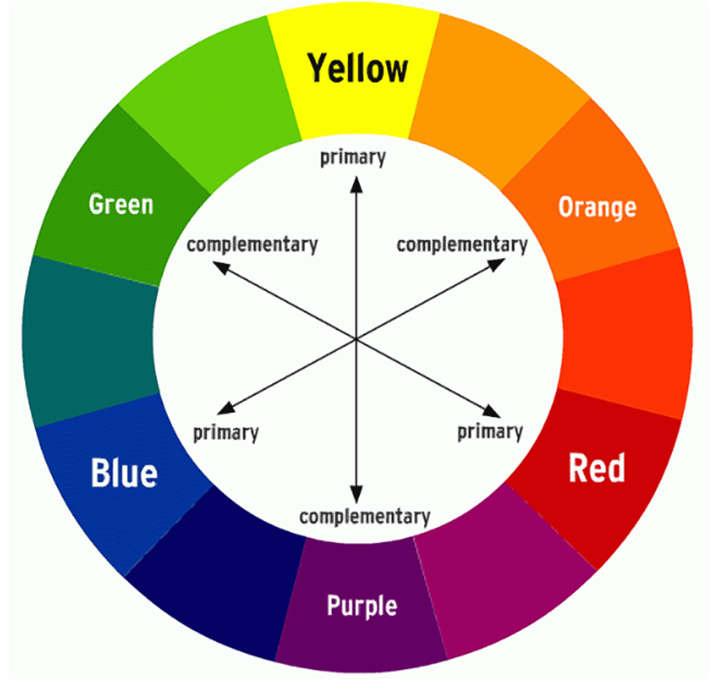 Yellow
primary
Green
Orange
complementary
complementary
primary
primary
Blue
Red
complementary
Purple